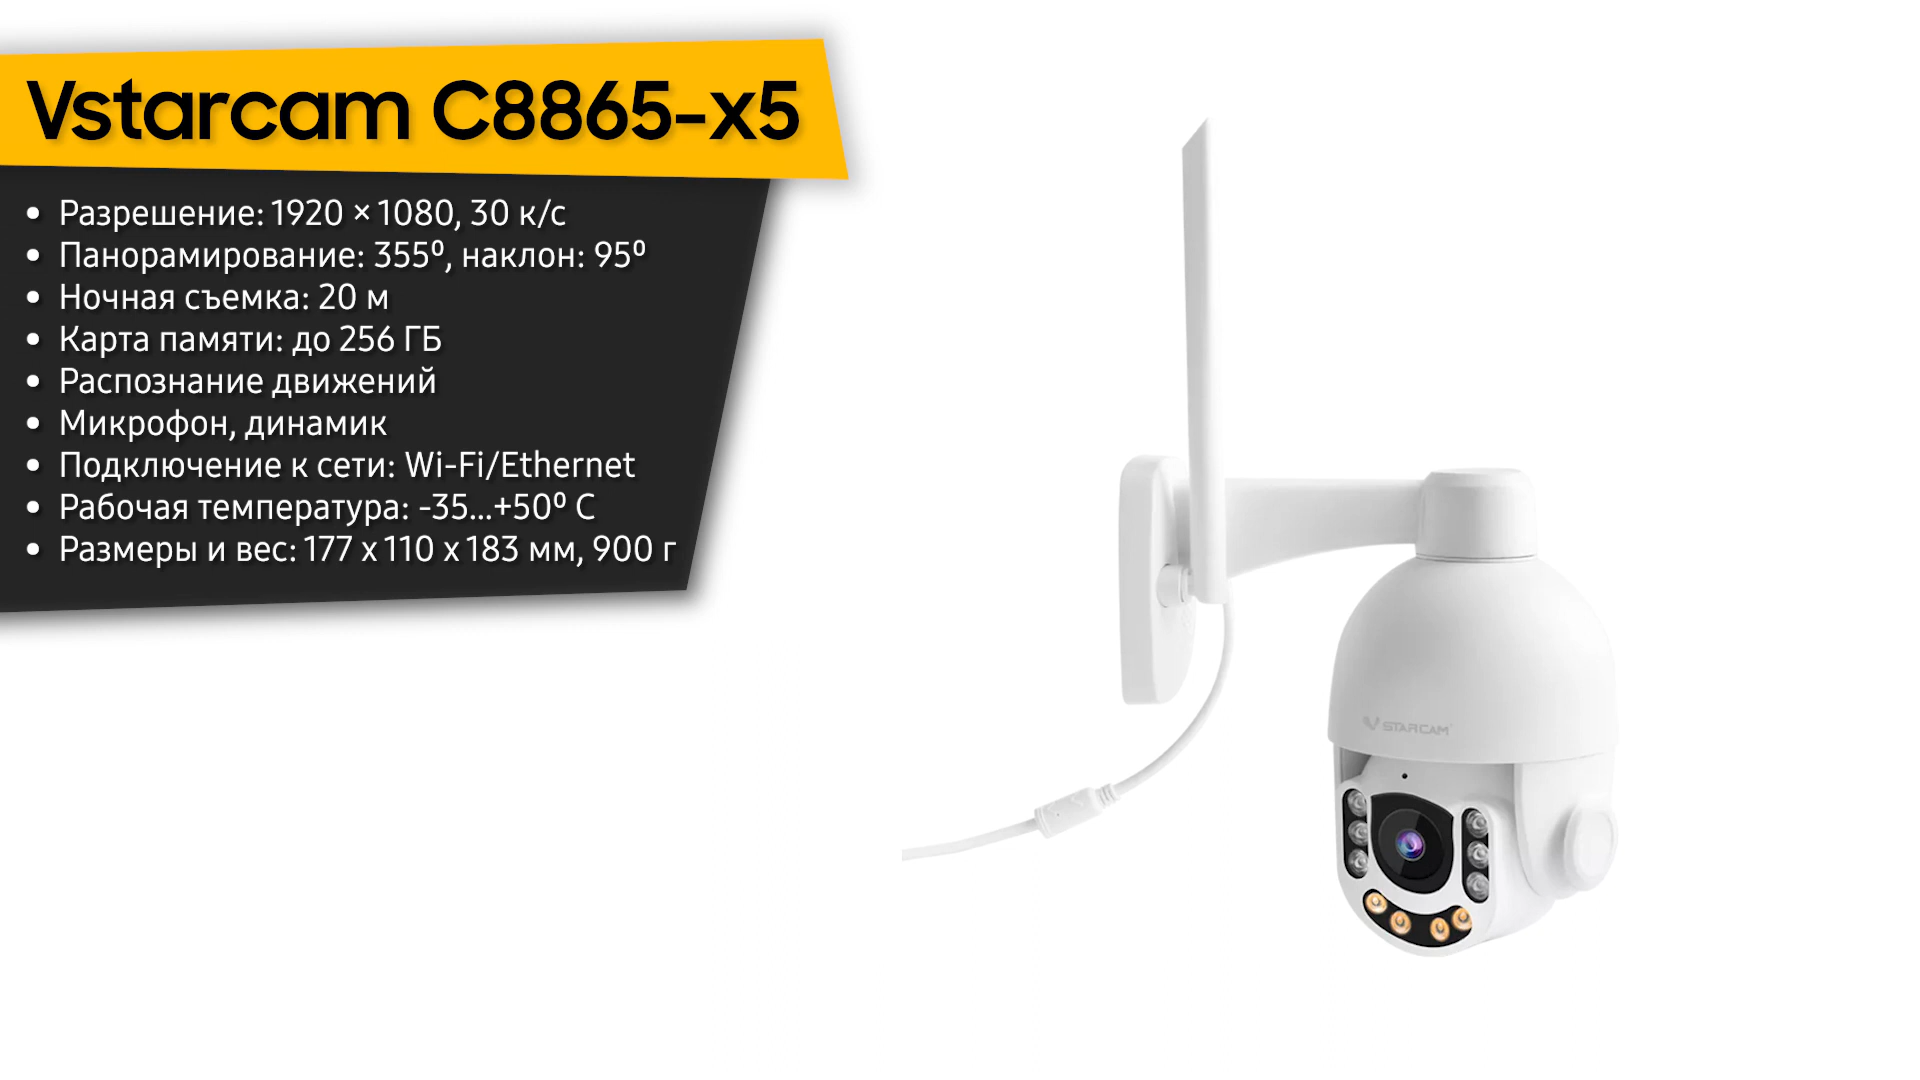 Vstarcam C8865-x5
• Разрешение: 1920 × 1080, 30 к/с
• Панорамирование: 355⁰, наклон: 95⁰
• Ночная съемка: 20 м
• Карта памяти: до 256 ГБ
• Распознание движений
• Микрофон, динамик
• Подключение к сети: Wi-Fi/Ethernet
• Рабочая температура: -35...+50⁰ С
• Размеры и вес: 177 х 110 х 183 мм, 900 г
VSTARCAM